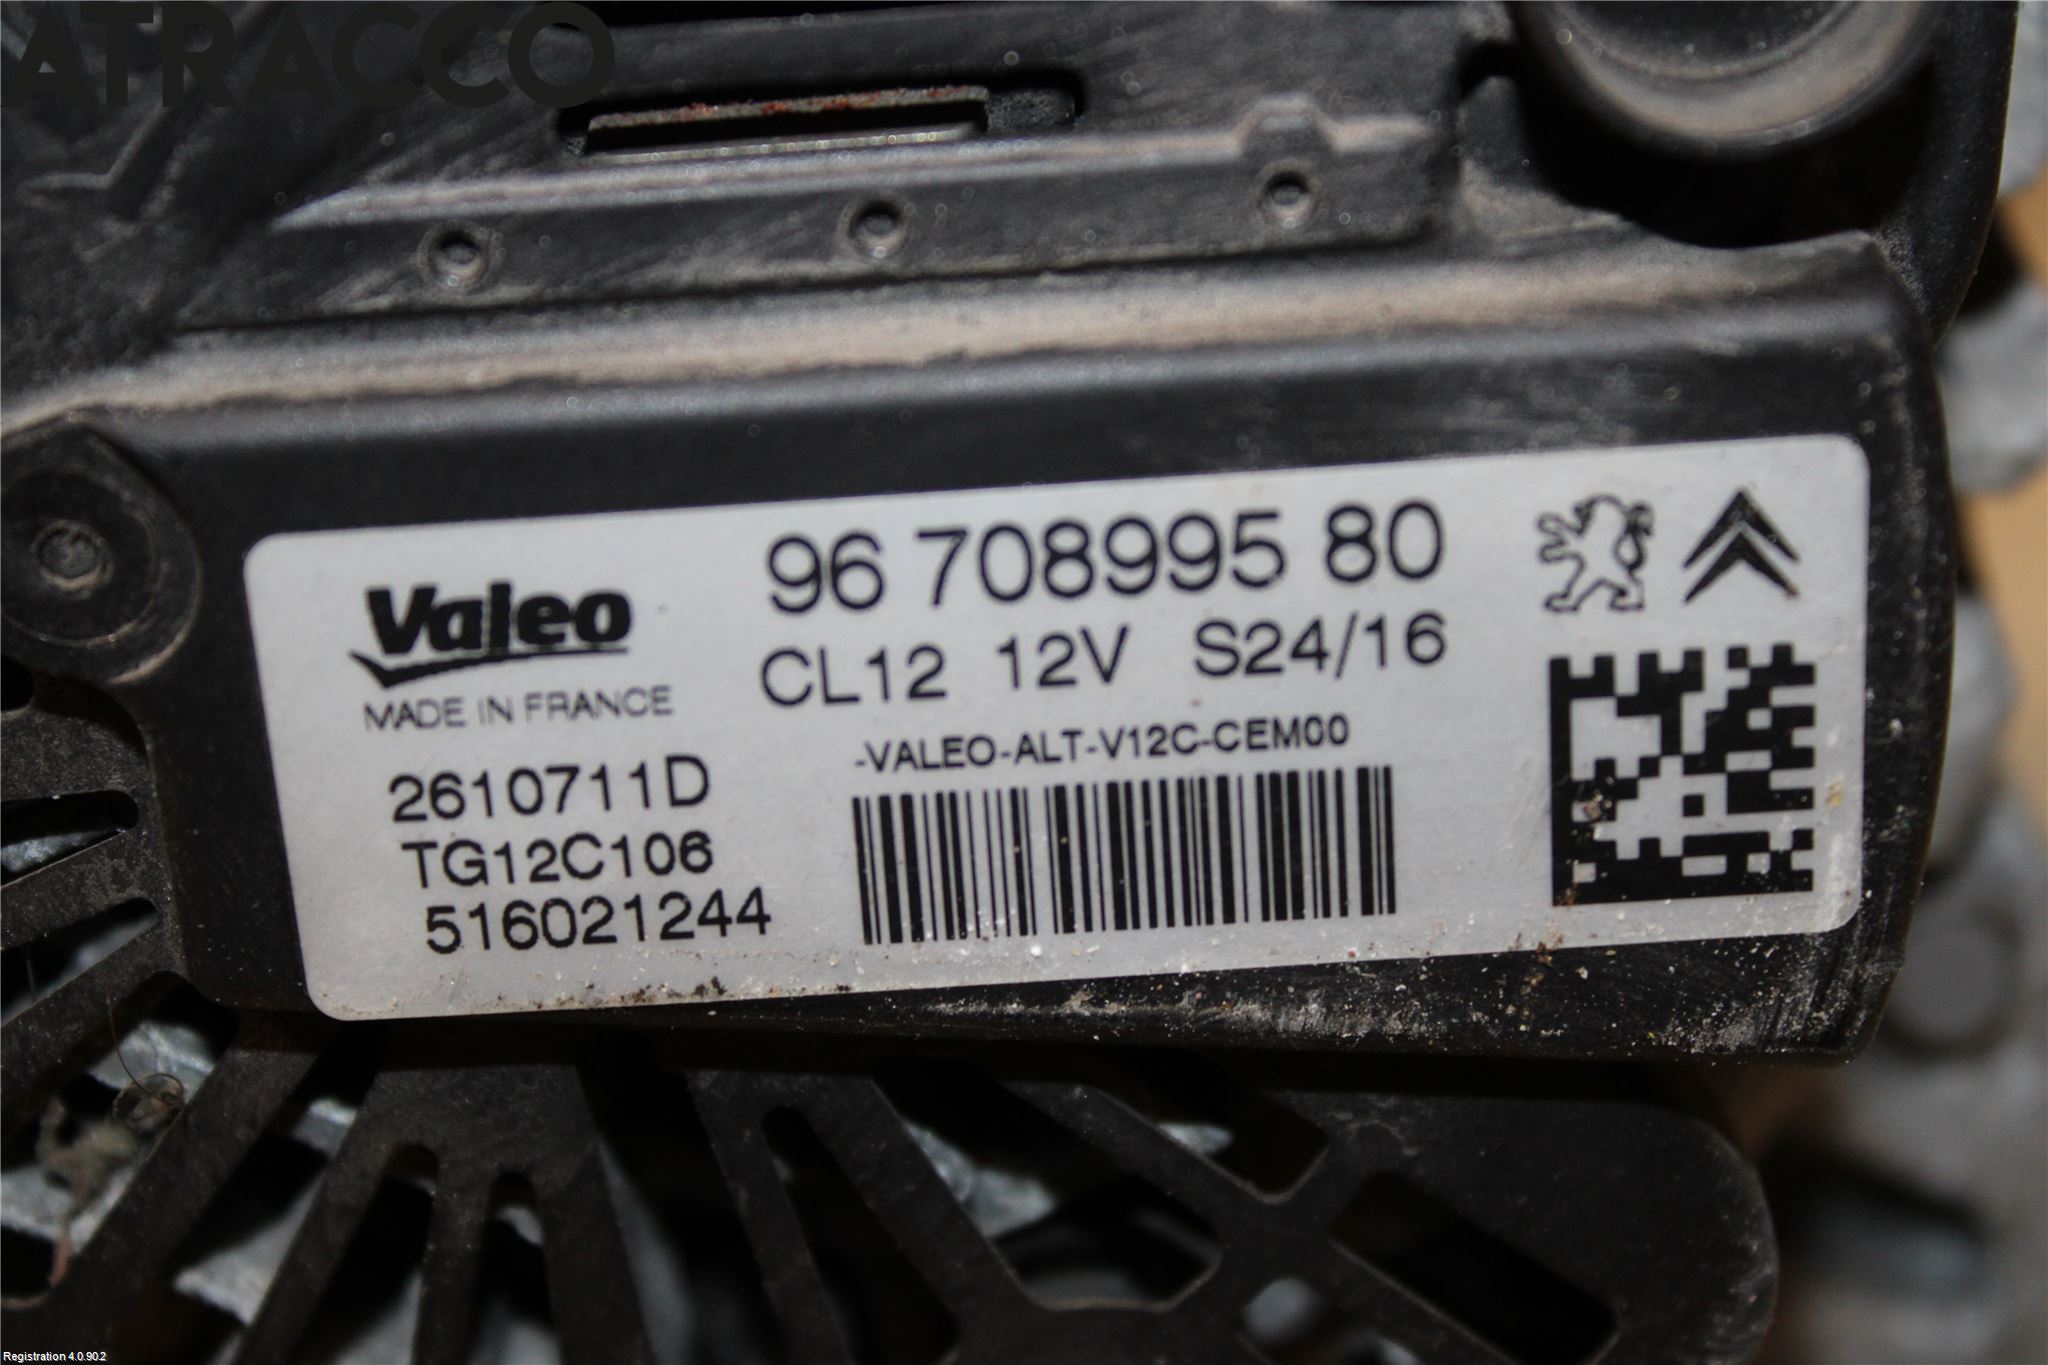 ATRACCO
Valeo
MADE IN FRANCE
96 708995 80
CL12 12V S24/16
-VALEO-ALT-V12C-CEM00
2610711D
TG12C106
516021244
Registration 4.0.90.2